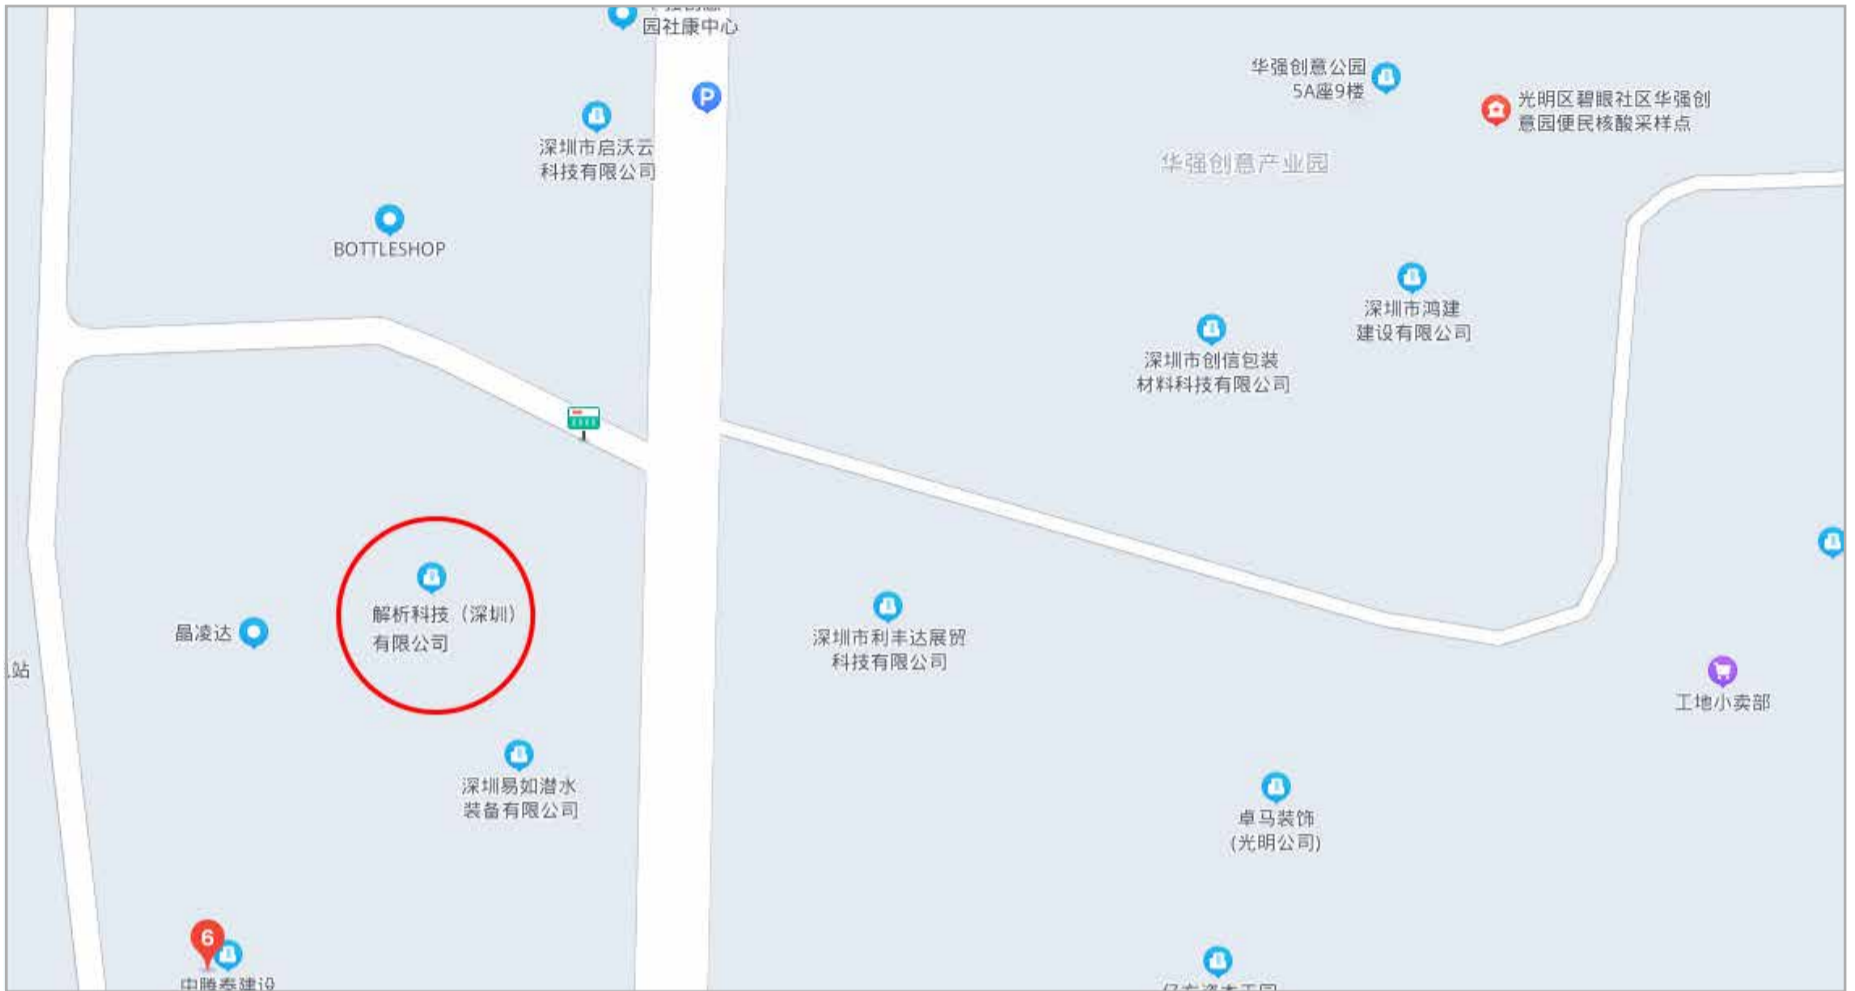 园社康中心
P
华强创意公园
5A座9楼
光明区碧眼社区华强创
意园便民核酸采样点
深圳市启沃云
科技有限公司
华强创意产业园
BOTTLESHOP
深圳市鸿建
建设有限公司
深圳市创信包装
材料科技有限公司
解析科技（深圳）
有限公司
晶凌达
深圳市利丰达展贸
科技有限公司
站
工地小卖部
深圳易如潜水
装备有限公司
卓马装饰
(光明公司)
6
中腾泰建设